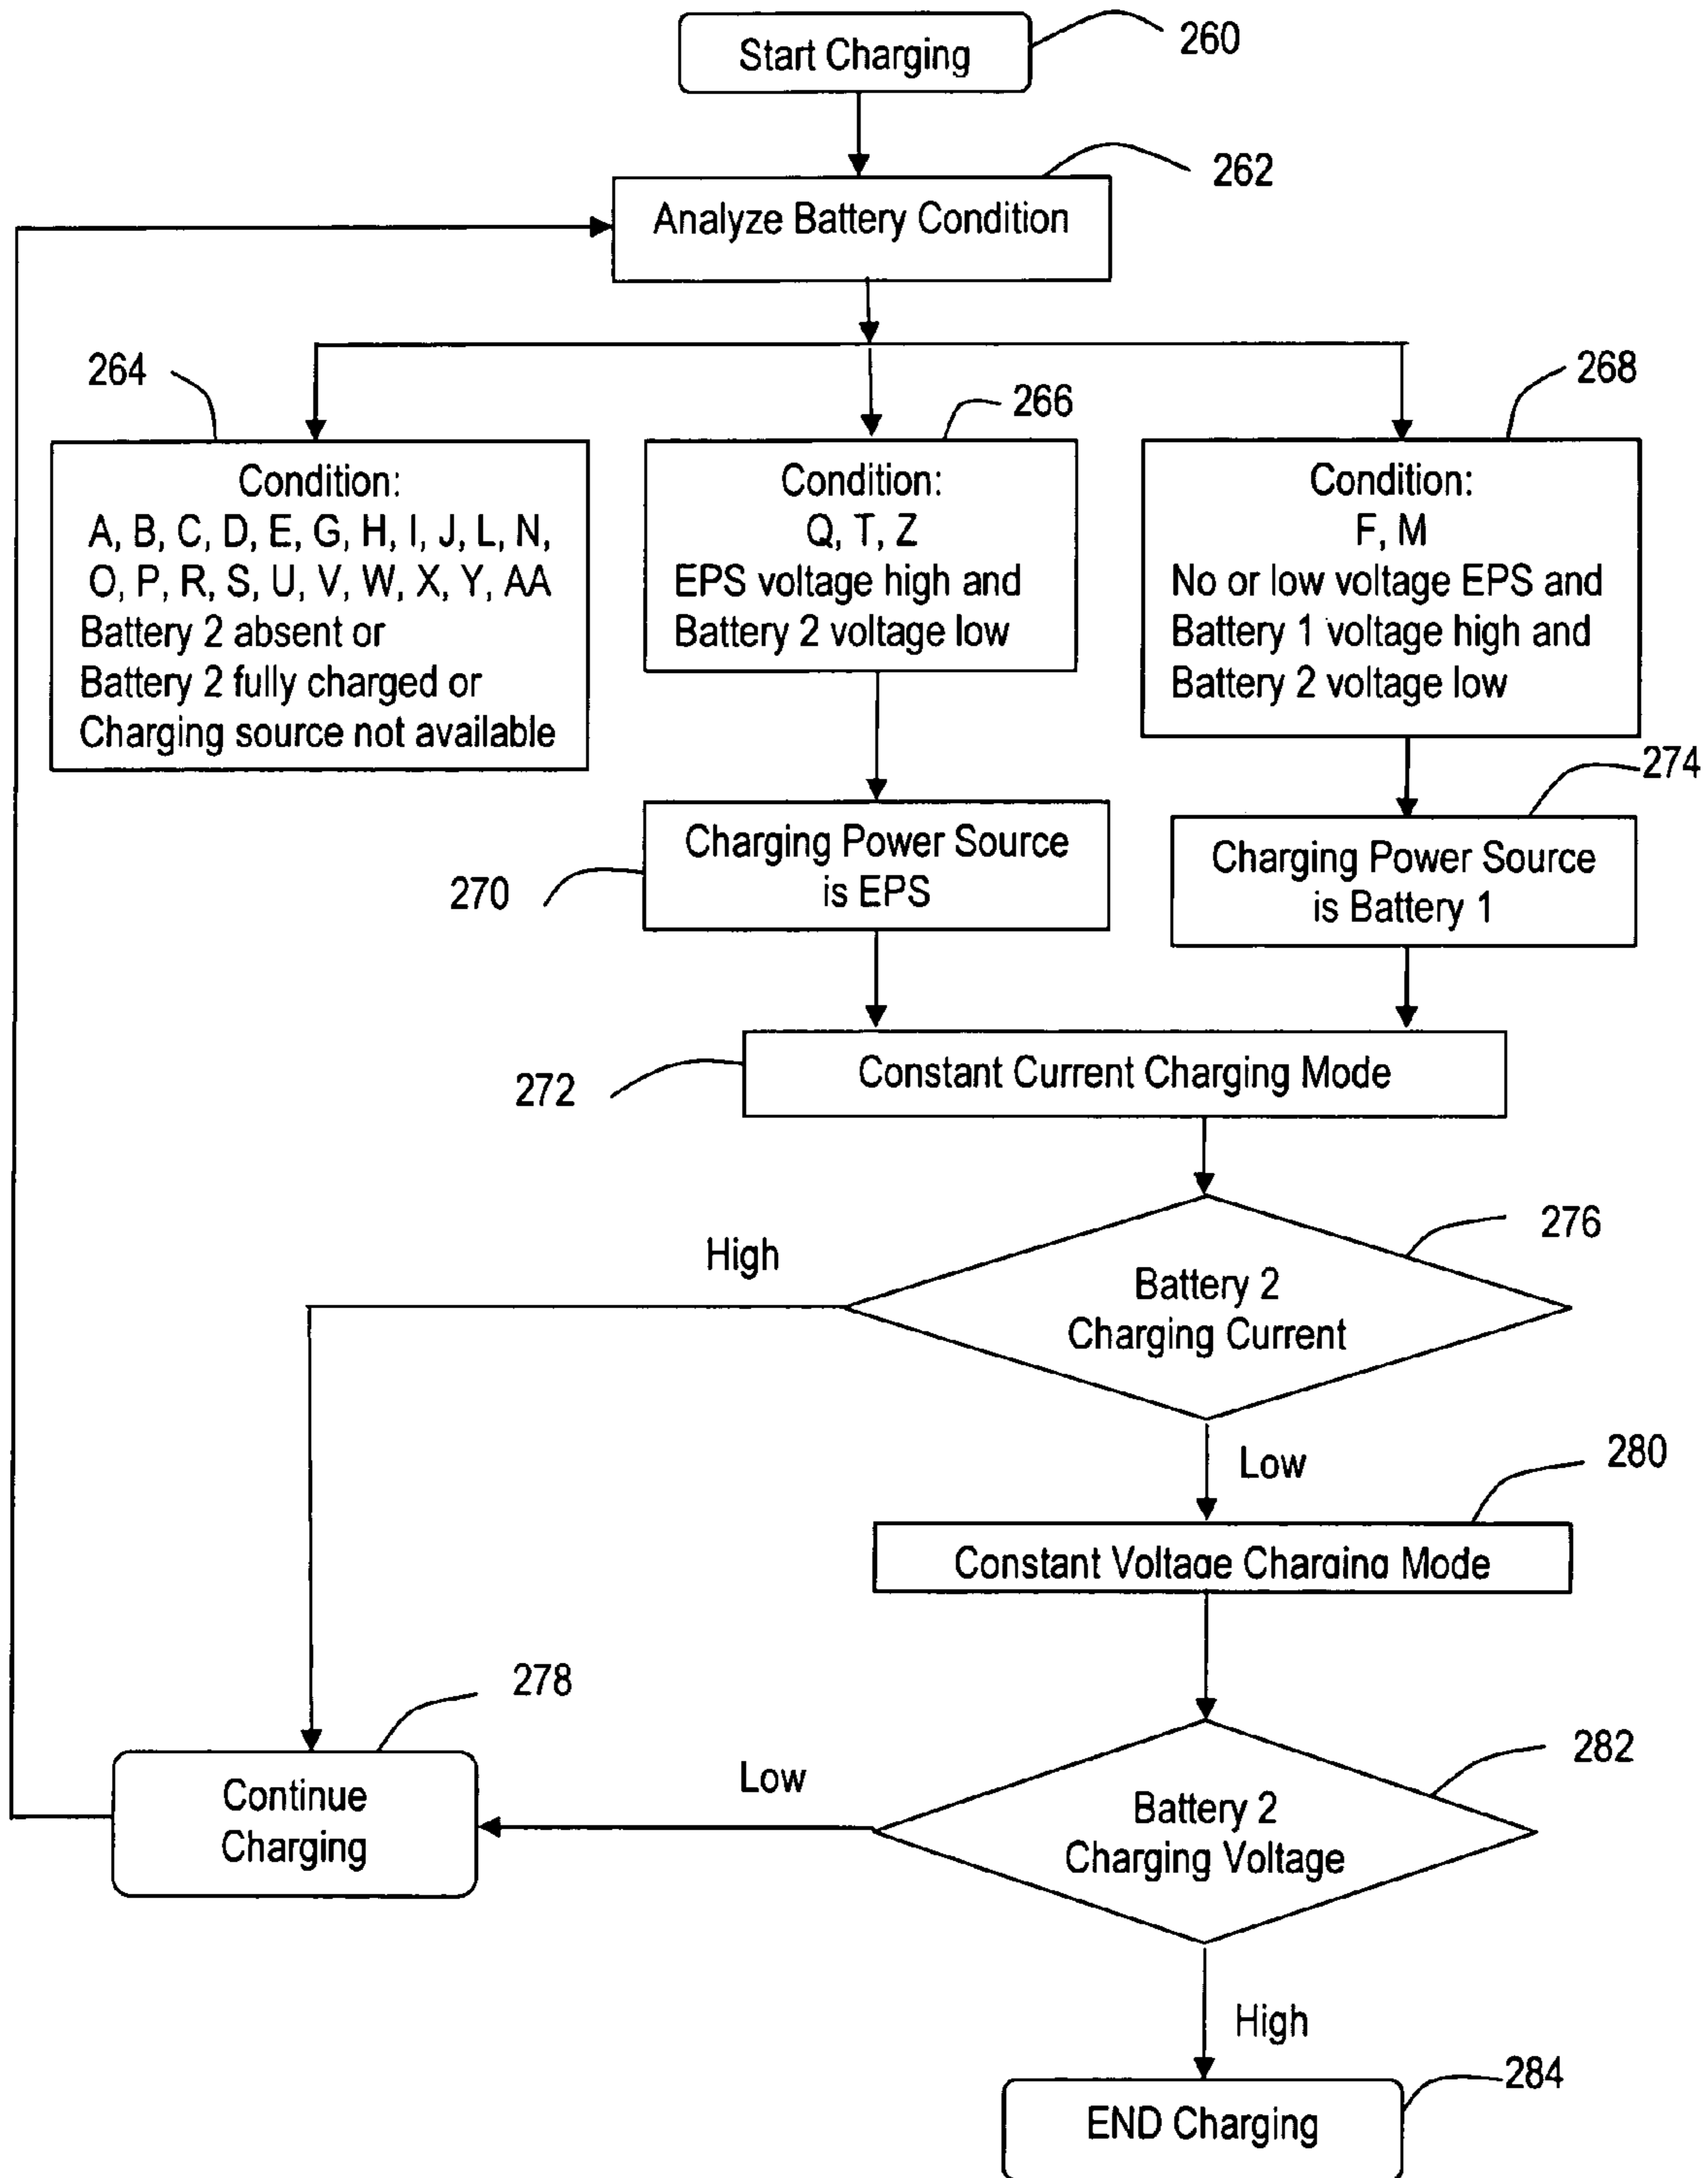 Start Charging
260
Analyze Battery Condition
262
264
266
268
Condition:
A, B, C, D, E, G, H, I, J, L, N,
O, P, R, S, U, V, W, X, Y, AA
Battery 2 absent or
Battery 2 fully charged or
Charging source not available
Condition:
Q, T, Z
EPS voltage high and
Battery 2 voltage low
Condition:
F, M
No or low voltage EPS and
Battery 1 voltage high and
Battery 2 voltage low
274
Charging Power Source
is EPS
270
Charging Power Source
is Battery 1
Constant Current Charging Mode
272
276
High
Battery 2
Charging Current
Low
280
Constant Voltage Charging Mode
278
282
Continue
Charging
Low
Battery 2
Charging Voltage
High
284
END Charging